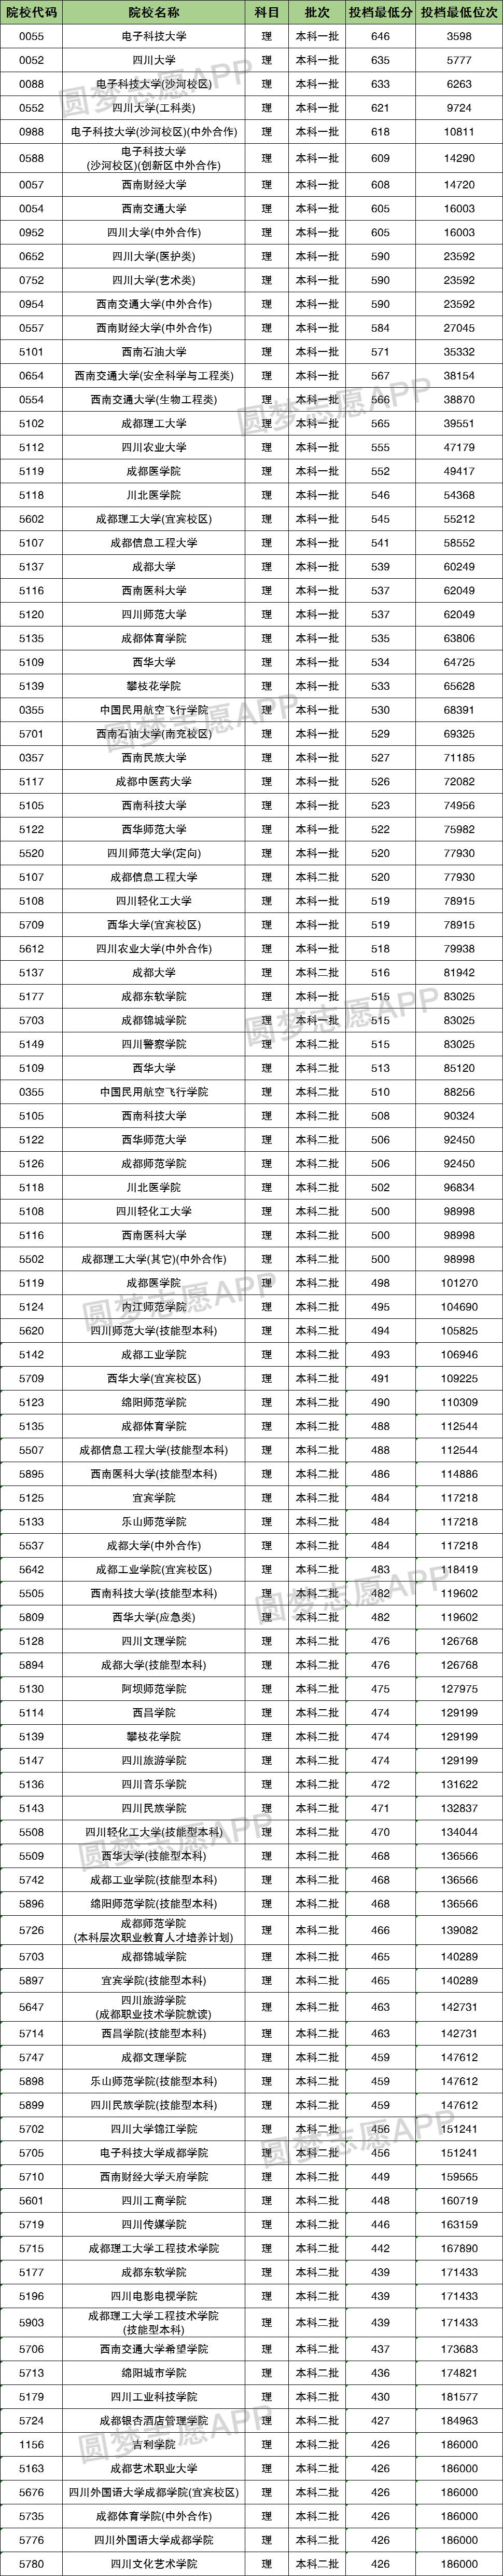 院校代码 院校名称 科目 批次 投档最低分 投档最低位次
0055 电子科技大学 理 本科一批 646 3598
0052 四川大学 理 本科一批 635 5777
0088 电子科技大学(沙河校区) 理 本科一批 633 6263
0552 四川大学(工科类) 理 本科一批 621 9724
0988 电子科技大学(沙河校区)(中外合作) 理 本科一批 618 10811
0588 电子科技大学
(沙河校区)(创新区中外合作) 理 本科一批 609 14290
0057 西南财经大学 理 本科一批 608 14720
0054 西南交通大学 理 本科一批 605 16003
0952 四川大学(中外合作) 理 本科一批 605 16003
0652 四川大学(医护类) 理 本科一批 590 23592
0752 四川大学(艺术类) 理 本科一批 590 23592
0954 西南交通大学(中外合作) 理 本科一批 590 23592
0557 西南财经大学(中外合作) 理 本科一批 584 27045
5101 西南石油大学 理 本科一批 571 35332
0654 西南交通大学(安全科学与工程类) 理 本科一批 567 38154
0554 西南交通大学(生物工程类) 理 本科一批 566 38870
5102 成都理工大学 理 本科一批 565 39551
5112 四川农业大学 理 本科一批 555 47179
5119 成都医学院 理 本科一批 552 49417
5118 川北医学院 理 本科一批 546 54368
5602 成都理工大学(宜宾校区) 理 本科一批 545 55212
5107 成都信息工程大学 理 本科一批 541 58552
5137 成都大学 理 本科一批 539 60249
5116 西南医科大学 理 本科一批 537 62049
5120 四川师范大学 理 本科一批 537 62049
5135 成都体育学院 理 本科一批 535 63806
5109 西华大学 理 本科一批 534 64725
5139 攀枝花学院 理 本科一批 533 65628
0355 中国民用航空飞行学院 理 本科一批 530 68391
5701 西南石油大学(南充校区) 理 本科一批 529 69325
0357 西南民族大学 理 本科一批 527 71185
5117 成都中医药大学 理 本科一批 526 72082
5105 西南科技大学 理 本科一批 523 74956
5122 西华师范大学 理 本科一批 522 75982
5520 四川师范大学(定向) 理 本科一批 520 77930
5107 成都信息工程大学 理 本科二批 520 77930
5108 四川轻化工大学 理 本科一批 519 78915
5709 西华大学(宜宾校区) 理 本科一批 519 78915
5612 四川农业大学(中外合作) 理 本科一批 518 79938
5137 成都大学 理 本科二批 516 81942
5177 成都东软学院 理 本科一批 515 83025
5703 成都锦城学院 理 本科一批 515 83025
5149 四川警察学院 理 本科二批 515 83025
5109 西华大学 理 本科二批 513 85120
0355 中国民用航空飞行学院 理 本科二批 510 88256
5105 西南科技大学 理 本科二批 508 90324
5122 西华师范大学 理 本科二批 506 92450
5126 成都师范学院 理 本科二批 506 92450
5118 川北医学院 理 本科二批 502 96834
5108 四川轻化工大学 理 本科二批 500 98998
5116 西南医科大学 理 本科二批 500 98998
5502 成都理工大学(其它)(中外合作) 理 本科二批 500 98998
5119 成都医学院 理 本科二批 498 101270
5124 内江师范学院 理 本科二批 495 104690
5620 四川师范大学(技能型本科) 理 本科二批 494 105825
5142 成都工业学院 理 本科二批 493 106946
5709 西华大学(宜宾校区) 理 本科二批 491 109225
5123 绵阳师范学院 理 本科二批 490 110309
5135 成都体育学院 理 本科二批 488 112544
5507 成都信息工程大学(技能型本科) 理 本科二批 488 112544
5895 西南医科大学(技能型本科) 理 本科二批 486 114886
5125 宜宾学院 理 本科二批 484 117218
5133 乐山师范学院 理 本科二批 484 117218
5537 成都大学(中外合作) 理 本科二批 484 117218
5642 成都工业学院(宜宾校区) 理 本科二批 483 118419
5505 西南科技大学(技能型本科) 理 本科二批 482 119602
5809 西华大学(应急类) 理 本科二批 482 119602
5128 四川文理学院 理 本科二批 476 126768
5894 成都大学(技能型本科) 理 本科二批 476 126768
5130 阿坝师范学院 理 本科二批 475 127975
5114 西昌学院 理 本科二批 474 129199
5139 攀枝花学院 理 本科二批 474 129199
5147 四川旅游学院 理 本科二批 474 129199
5136 四川音乐学院 理 本科二批 472 131622
5143 四川民族学院 理 本科二批 471 132837
5508 四川轻化工大学(技能型本科) 理 本科二批 470 134044
5509 西华大学(技能型本科) 理 本科二批 468 136566
5742 成都工业学院(技能型本科) 理 本科二批 468 136566
5896 绵阳师范学院(技能型本科) 理 本科二批 468 136566
5726 成都师范学院
(本科层次职业教育人才培养计划) 理 本科二批 466 139082
5703 成都锦城学院 理 本科二批 465 140289
5897 宜宾学院(技能型本科) 理 本科二批 465 140289
5647 四川旅游学院
(成都职业技术学院就读) 理 本科二批 463 142731
5714 西昌学院(技能型本科) 理 本科二批 463 142731
5747 成都文理学院 理 本科二批 459 147612
5898 乐山师范学院(技能型本科) 理 本科二批 459 147612
5899 四川民族学院(技能型本科) 理 本科二批 459 147612
5702 四川大学锦江学院 理 本科二批 456 151241
5705 电子科技大学成都学院 理 本科二批 456 151241
5710 西南财经大学天府学院 理 本科二批 449 159565
5601 四川工商学院 理 本科二批 448 160719
5719 四川传媒学院 理 本科二批 446 163159
5715 成都理工大学工程技术学院 理 本科二批 442 167890
5177 成都东软学院 理 本科二批 439 171433
5196 四川电影电视学院 理 本科二批 439 171433
5903 成都理工大学工程技术学院
(技能型本科) 理 本科二批 439 171433
5706 西南交通大学希望学院 理 本科二批 437 173683
5713 绵阳城市学院 理 本科二批 436 174821
5179 四川工业科技学院 理 本科二批 430 181577
5724 成都银杏酒店管理学院 理 本科二批 427 184963
1156 吉利学院 理 本科二批 426 186000
5163 成都艺术职业大学 理 本科二批 426 186000
5676 四川外国语大学成都学院(宜宾校区) 理 本科二批 426 186000
5735 成都体育学院(中外合作) 理 本科二批 426 186000
5776 四川外国语大学成都学院 理 本科二批 426 186000
5780 四川文化艺术学院 理 本科二批 426 186000
圆梦志愿APP
圆梦志愿APP
圆梦志愿APP
圆梦志愿APP
圆梦志愿APP
圆梦志愿APP
圆梦志愿APP
圆梦志愿APP
圆梦志愿APP